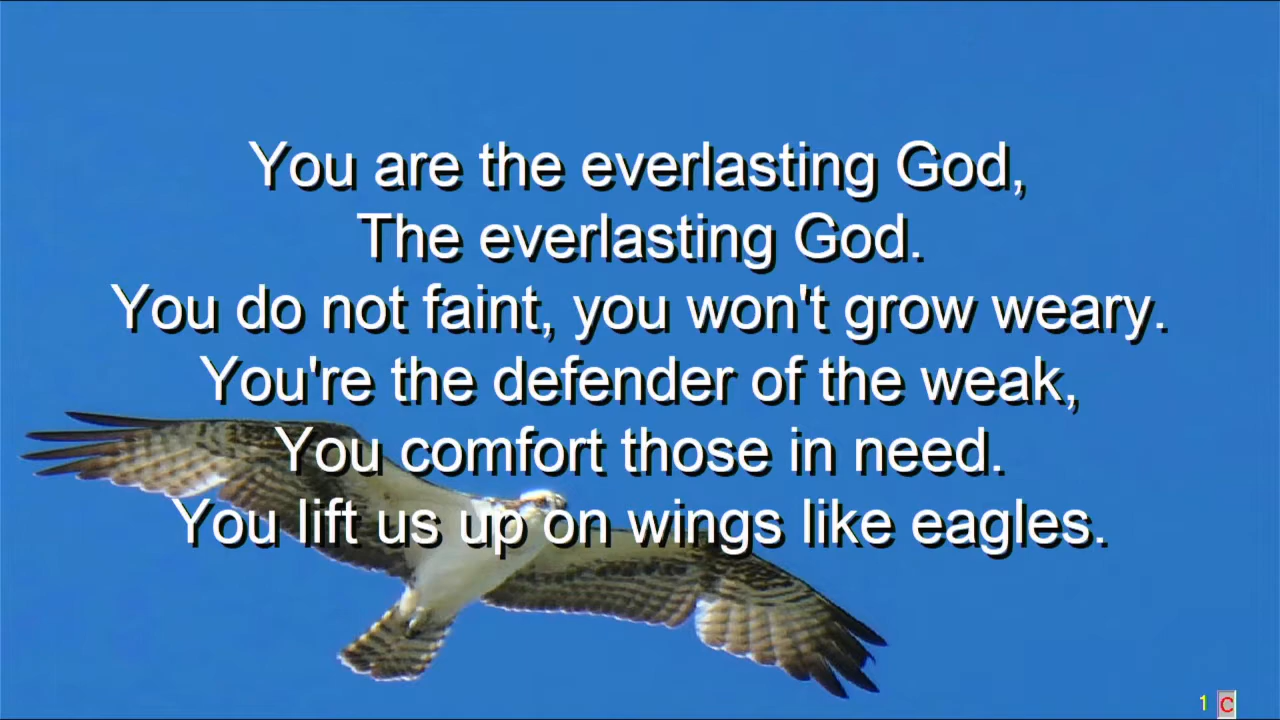 You are the everlasting God,
The everlasting God.
You do not faint, you won't grow weary.
You're the defender of the weak,
You comfort those in need.
You lift us up on wings like eagles.
1 C